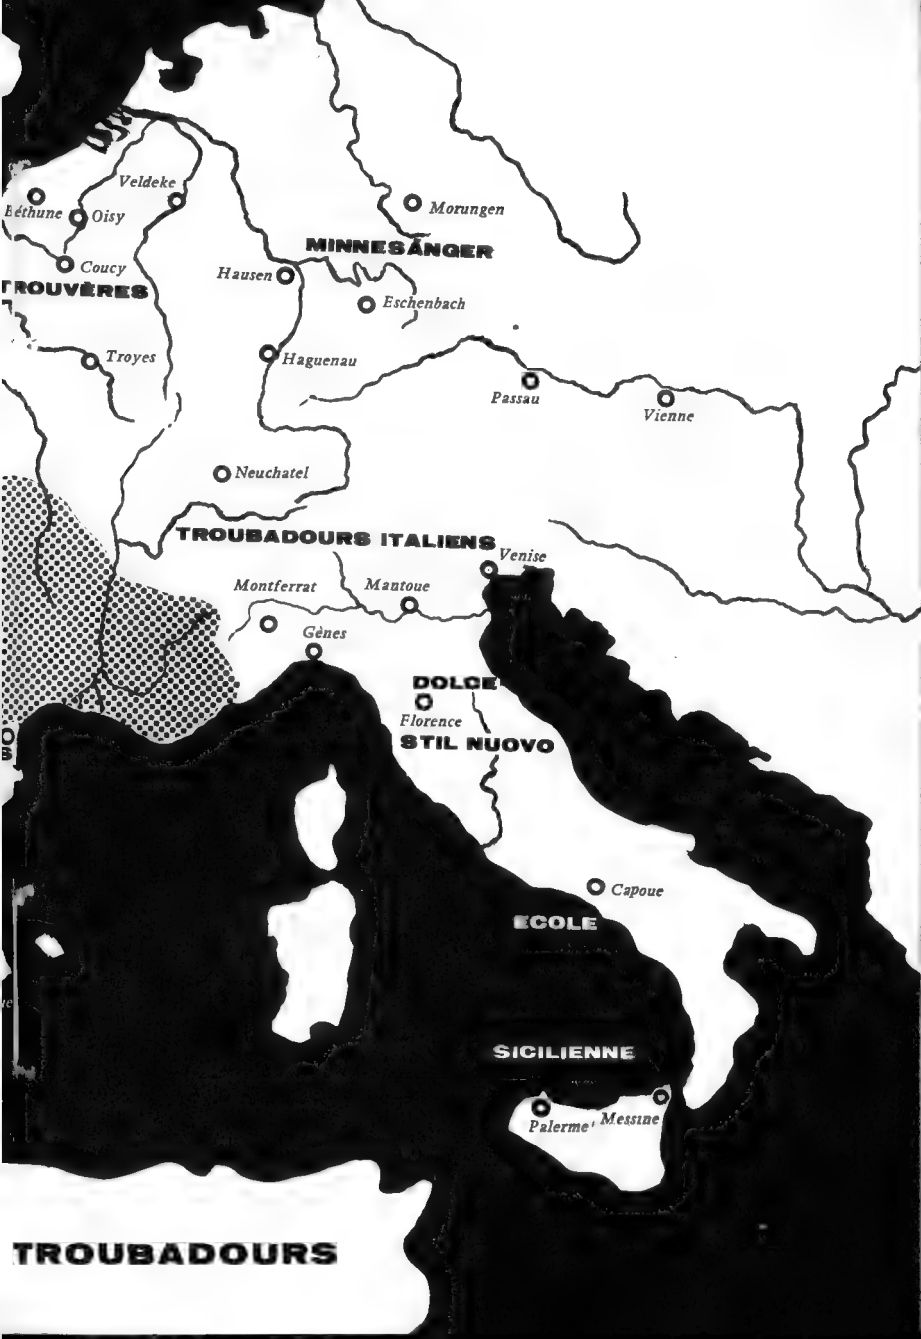 Veldeke
Béthune
Oisy
Morungen
MINNESÄNGER
Coucy
Hausen
TROUVÈRES
Eschenbach
Troyes
Haguenau
Passau
Vienne
Neuchatel
TROUBADOURS ITALIENS
Venise
Montferrat
Mantoue
Gènes
DOLCE
Florence
STIL NUOVO
Capoue
ECOLE
SICILIENNE
Palerme
Messine
TROUBADOURS